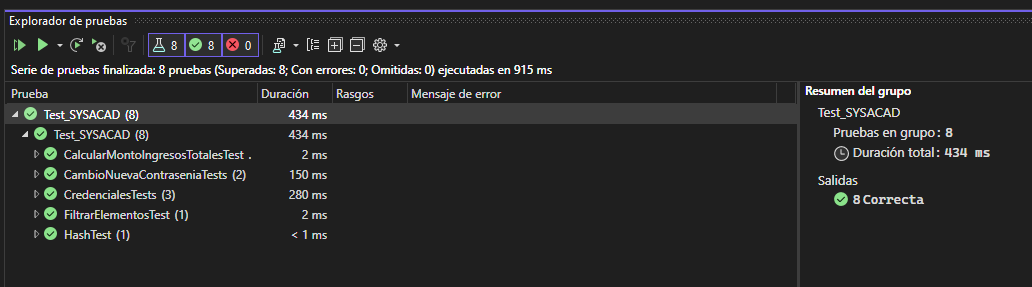 Explorador de pruebas
8 8 0
Serie de pruebas finalizada: 8 pruebas (Superadas: 8; Con errores: 0; Omitidas: 0) ejecutadas en 915 ms
Prueba Duración Rasgos Mensaje de error
Test_SYSACAD (8) 434 ms
Test_SYSACAD (8) 434 ms
CalcularMontoIngresosTotalesTest . 2 ms
CambioNuevaContraseniaTests (2) 150 ms
CredencialesTests (3) 280 ms
FiltrarElementosTest (1) 2 ms
HashTest (1) < 1 ms
Resumen del grupo
Test_SYSACAD
Pruebas en grupo: 8
Duración total: 434 ms
Salidas
8 Correcta